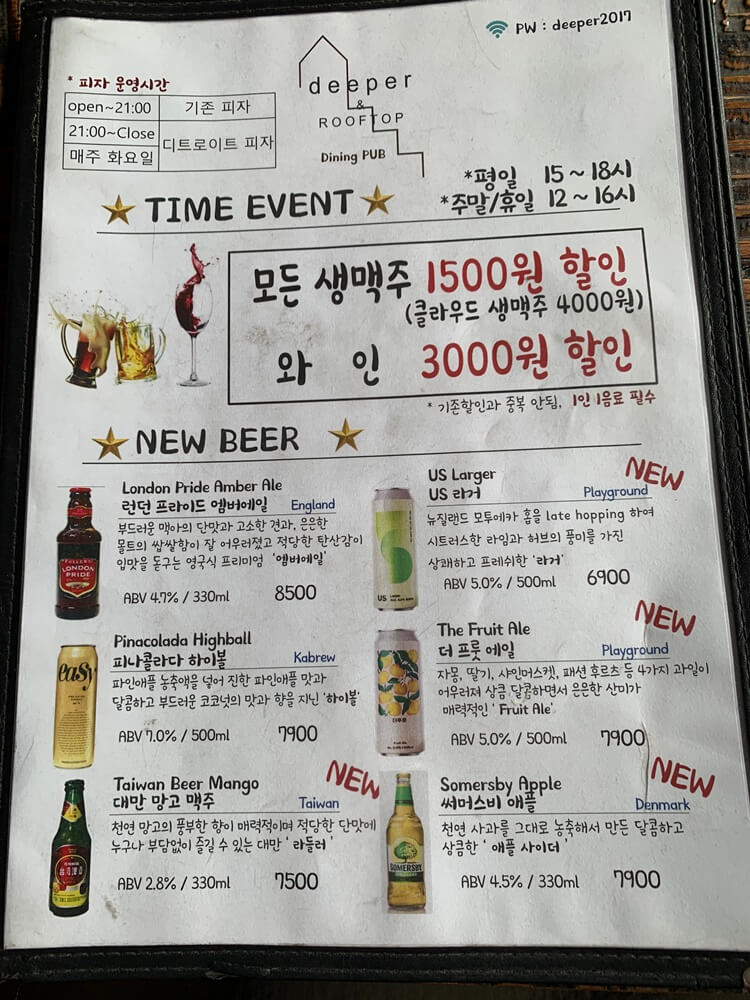 PW : deeper2017
* 피자 운영시간
open~21:00 기존 피자
21:00~Close 디트로이트 피자
매주 화요일
deeper
&
ROOFTOP
Dining PUB
*평일 15 ~ 18시
*주말/휴일 12 ~ 16시
TIME EVENT
모든 생맥주 1500원 할인
(클라우드 생맥주 4000원)
와 인 3000원 할인
* 기존할인과 중복 안됨, 1인 1음료 필수
NEW BEER
London Pride Amber Ale
런던 프라이드 앰버에일 England
부드러운 맥아의 단맛과 고소한 견과, 은은한
몰트의 쌉쌀함이 잘 어우러졌고 적당한 탄산감이
입맛을 돋구는 영국식 프리미엄 '앰버에일'
ABV 4.7% / 330ml 8500
LONDON
PRIDE
NEW
US Larger
US 라거 Playground
뉴질랜드 모투에카 홉을 late hopping 하여
시트러스한 라임과 허브의 풍미를 가진
상쾌하고 프레쉬한 '라거'
ABV 5.0% / 500ml 6900
US
Pinacolada Highball
피나콜라다 하이볼 Kabrew
파인애플 농축액을 넣어 진한 파인애플 맛과
달콤하고 부드러운 코코넛의 맛과 향을 지닌 '하이볼'
ABV 7.0% / 500ml 7900
easy
NEW
The Fruit Ale
더 프룻 에일 Playground
자몽, 딸기, 샤인머스켓, 패션 후르츠 등 4가지 과일이
어우러져 상큼 달콤하면서 은은한 산미가
매력적인 ' Fruit Ale'
ABV 5.0% / 500ml 7900
NEW
Taiwan Beer Mango
대만 망고 맥주 Taiwan
천연 망고의 풍부한 향이 매력적이며 적당한 단맛에
누구나 부담없이 즐길 수 있는 대만 ' 라들러 '
ABV 2.8% / 330ml 7500
NEW
Somersby Apple
써머스비 애플 Denmark
천연 사과를 그대로 농축해서 만든 달콤하고
상큼한 ' 애플 사이더 '
ABV 4.5% / 330ml 7900
SOMERSBY